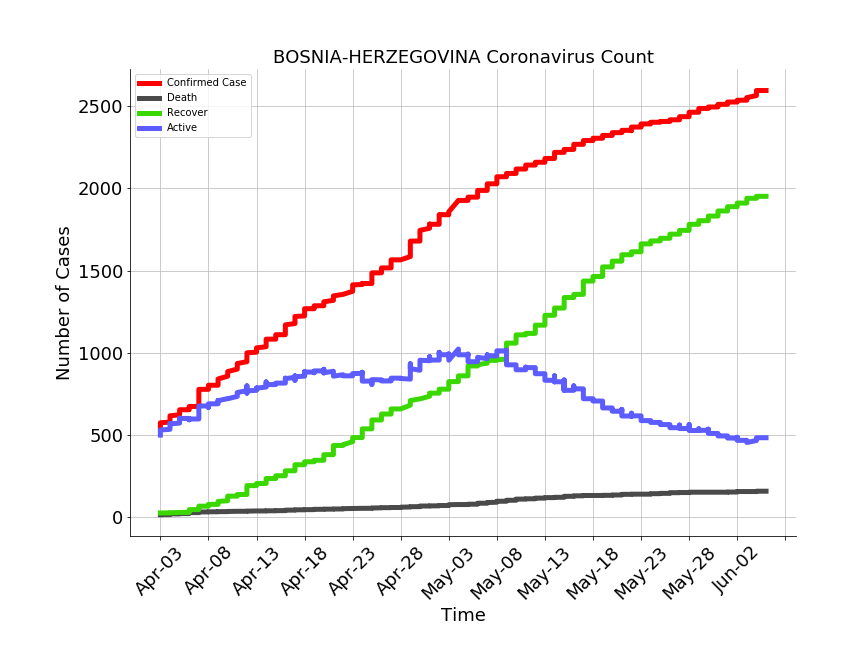 BOSNIA-HERZEGOVINA Coronavirus Count
Confirmed Case
Death
Recover
Active
Number of Cases
2500
2000
1500
1000
500
0
Apr-03
Apr-08
Apr-13
Apr-18
Apr-23
Apr-28
May-03
May-08
May-13
May-18
May-23
May-28
Jun-02
Time